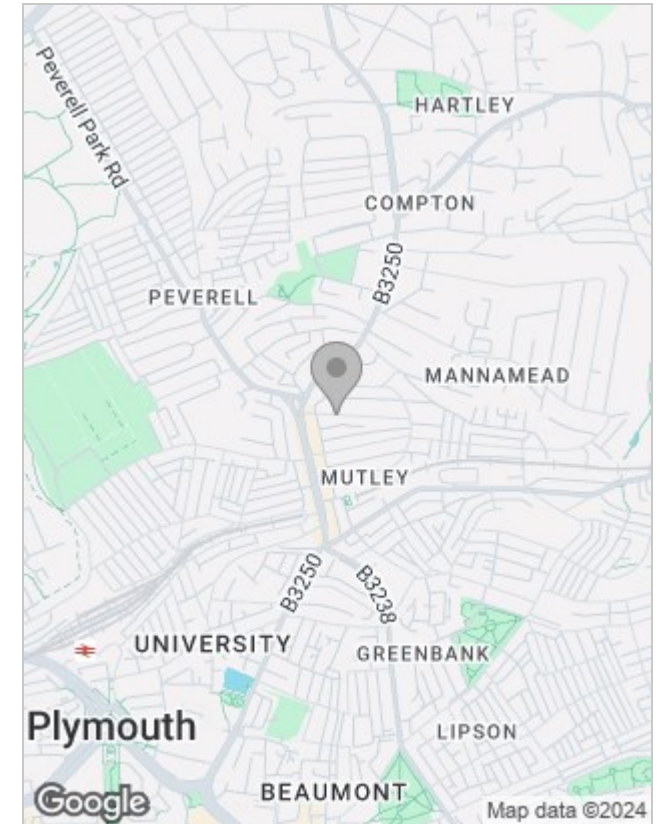 Peverell Park Rd
HARTLEY
COMPTON
B3250
PEVERELL
MANNAMEAD
MUTLEY
B3250
B3238
UNIVERSITY
GREENBANK
Plymouth
LIPSON
BEAUMONT
Google
Map data ©2024